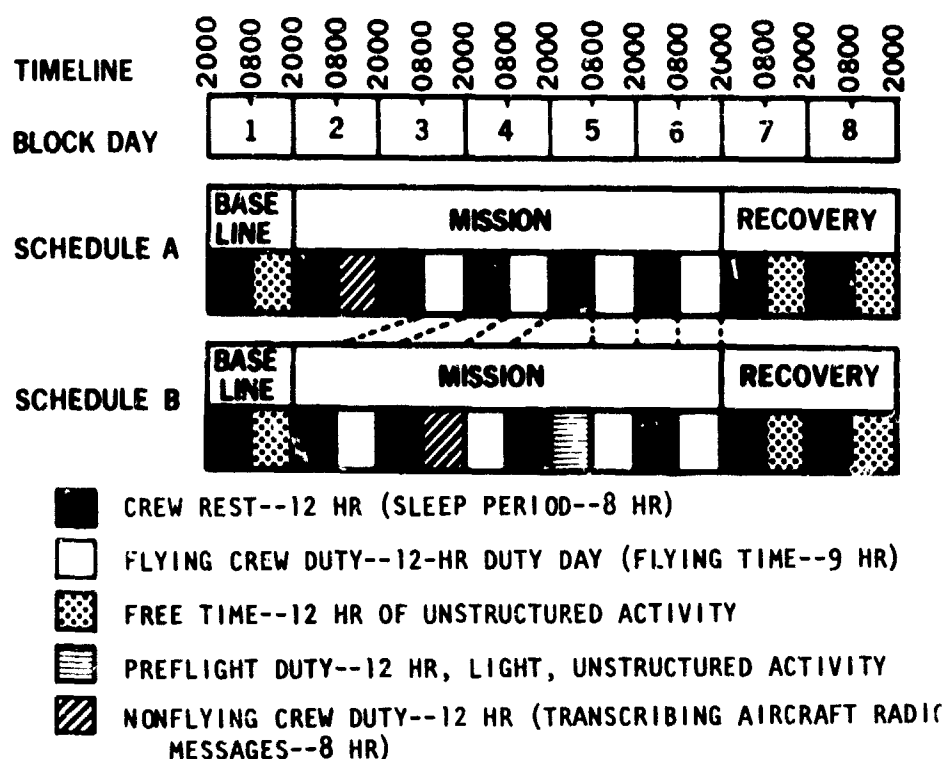 TIMELINE 2000 0800 2000 0800 2000 0800 2000 0800 2000 0800 2000 0800 2000 0800 2000 0800 2000
BLOCK DAY 1 2 3 4 5 6 7 8
SCHEDULE A
BASE
LINE
MISSION
RECOVERY
SCHEDULE B
BASE
LINE
MISSION
RECOVERY
CREW REST--12 HR (SLEEP PERIOD--8 HR)
FLYING CREW DUTY--12-HR DUTY DAY (FLYING TIME--9 HR)
FREE TIME--12 HR OF UNSTRUCTURED ACTIVITY
PREFLIGHT DUTY--12 HR, LIGHT, UNSTRUCTURED ACTIVITY
NONFLYING CREW DUTY--12 HR (TRANSCRIBING AIRCRAFT RADIO
MESSAGES--8 HR)